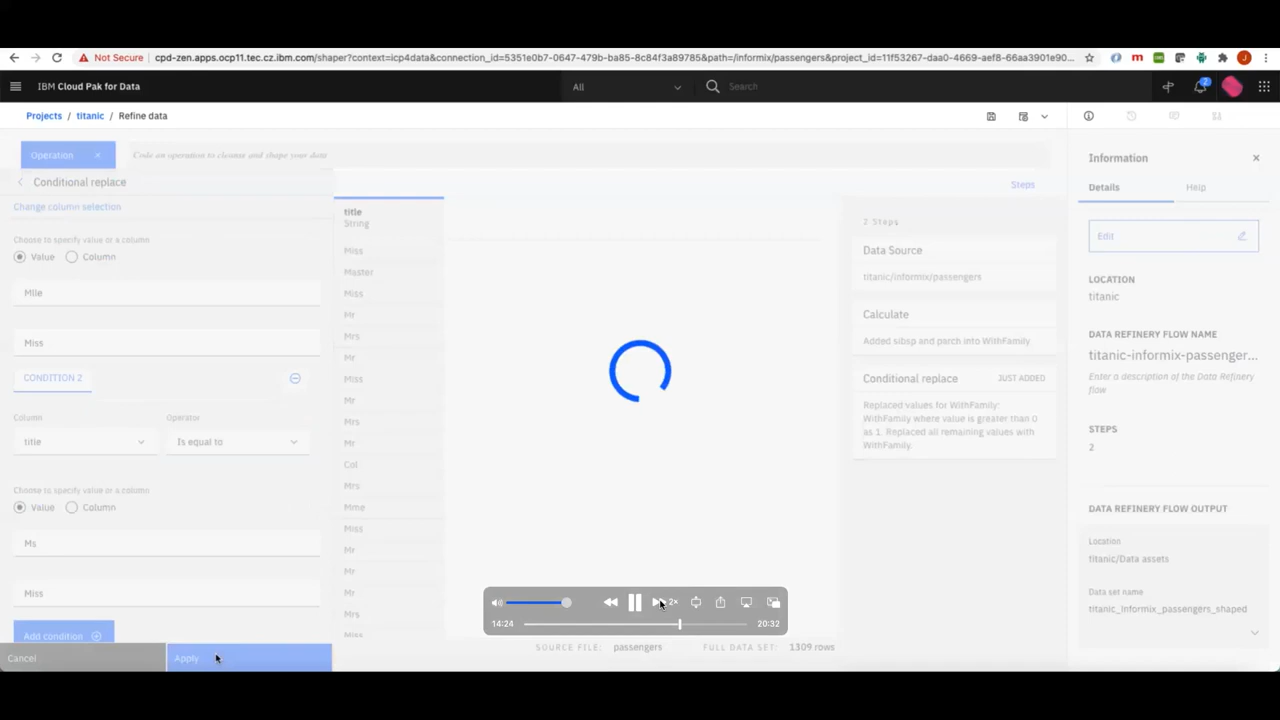 Not Secure
cpd-zen.apps.ocp11.tec.cz.ibm.com/shaper?context=icp4data&connection_id=5351e0b7-0647-479b-ba85-8c84f3a89785&path=/informix/passengers&project_id=11f53267-daa0-4669-aef8-66aa3901e90...
IBM Cloud Pak for Data
All
Search
2
Projects / titanic / Refine data
Operation
Code an operation to cleanse and shape your data
Conditional replace
Change column selection
Choose to specify value or a column
Value
Column
Mlle
Miss
CONDITION 2
Column
Operator
title
Is equal to
Choose to specify value or a column
Value
Column
Ms
Miss
Add condition
Cancel
Apply
title
String
Miss
Master
Miss
Mr
Mrs
Mr
Miss
Mr
Mrs
Mr
Col
Mrs
Mme
Miss
Mr
Mr
Mr
Mrs
Miss
Steps
2 Steps
Data Source
titanic/informix/passengers
Calculate
Added sibsp and parch into WithFamily
Conditional replace
JUST ADDED
Replaced values for WithFamily:
WithFamily where value is greater than 0
as 1. Replaced all remaining values with
WithFamily.
2×
14:24
20:32
SOURCE FILE: passengers
FULL DATA SET: 1309 rows
Information
Details
Help
Edit
LOCATION
titanic
DATA REFINERY FLOW NAME
titanic-informix-passenger...
Enter a description of the Data Refinery
flow
STEPS
2
DATA REFINERY FLOW OUTPUT
Location
titanic/Data assets
Data set name
titanic_informix_passengers_shaped